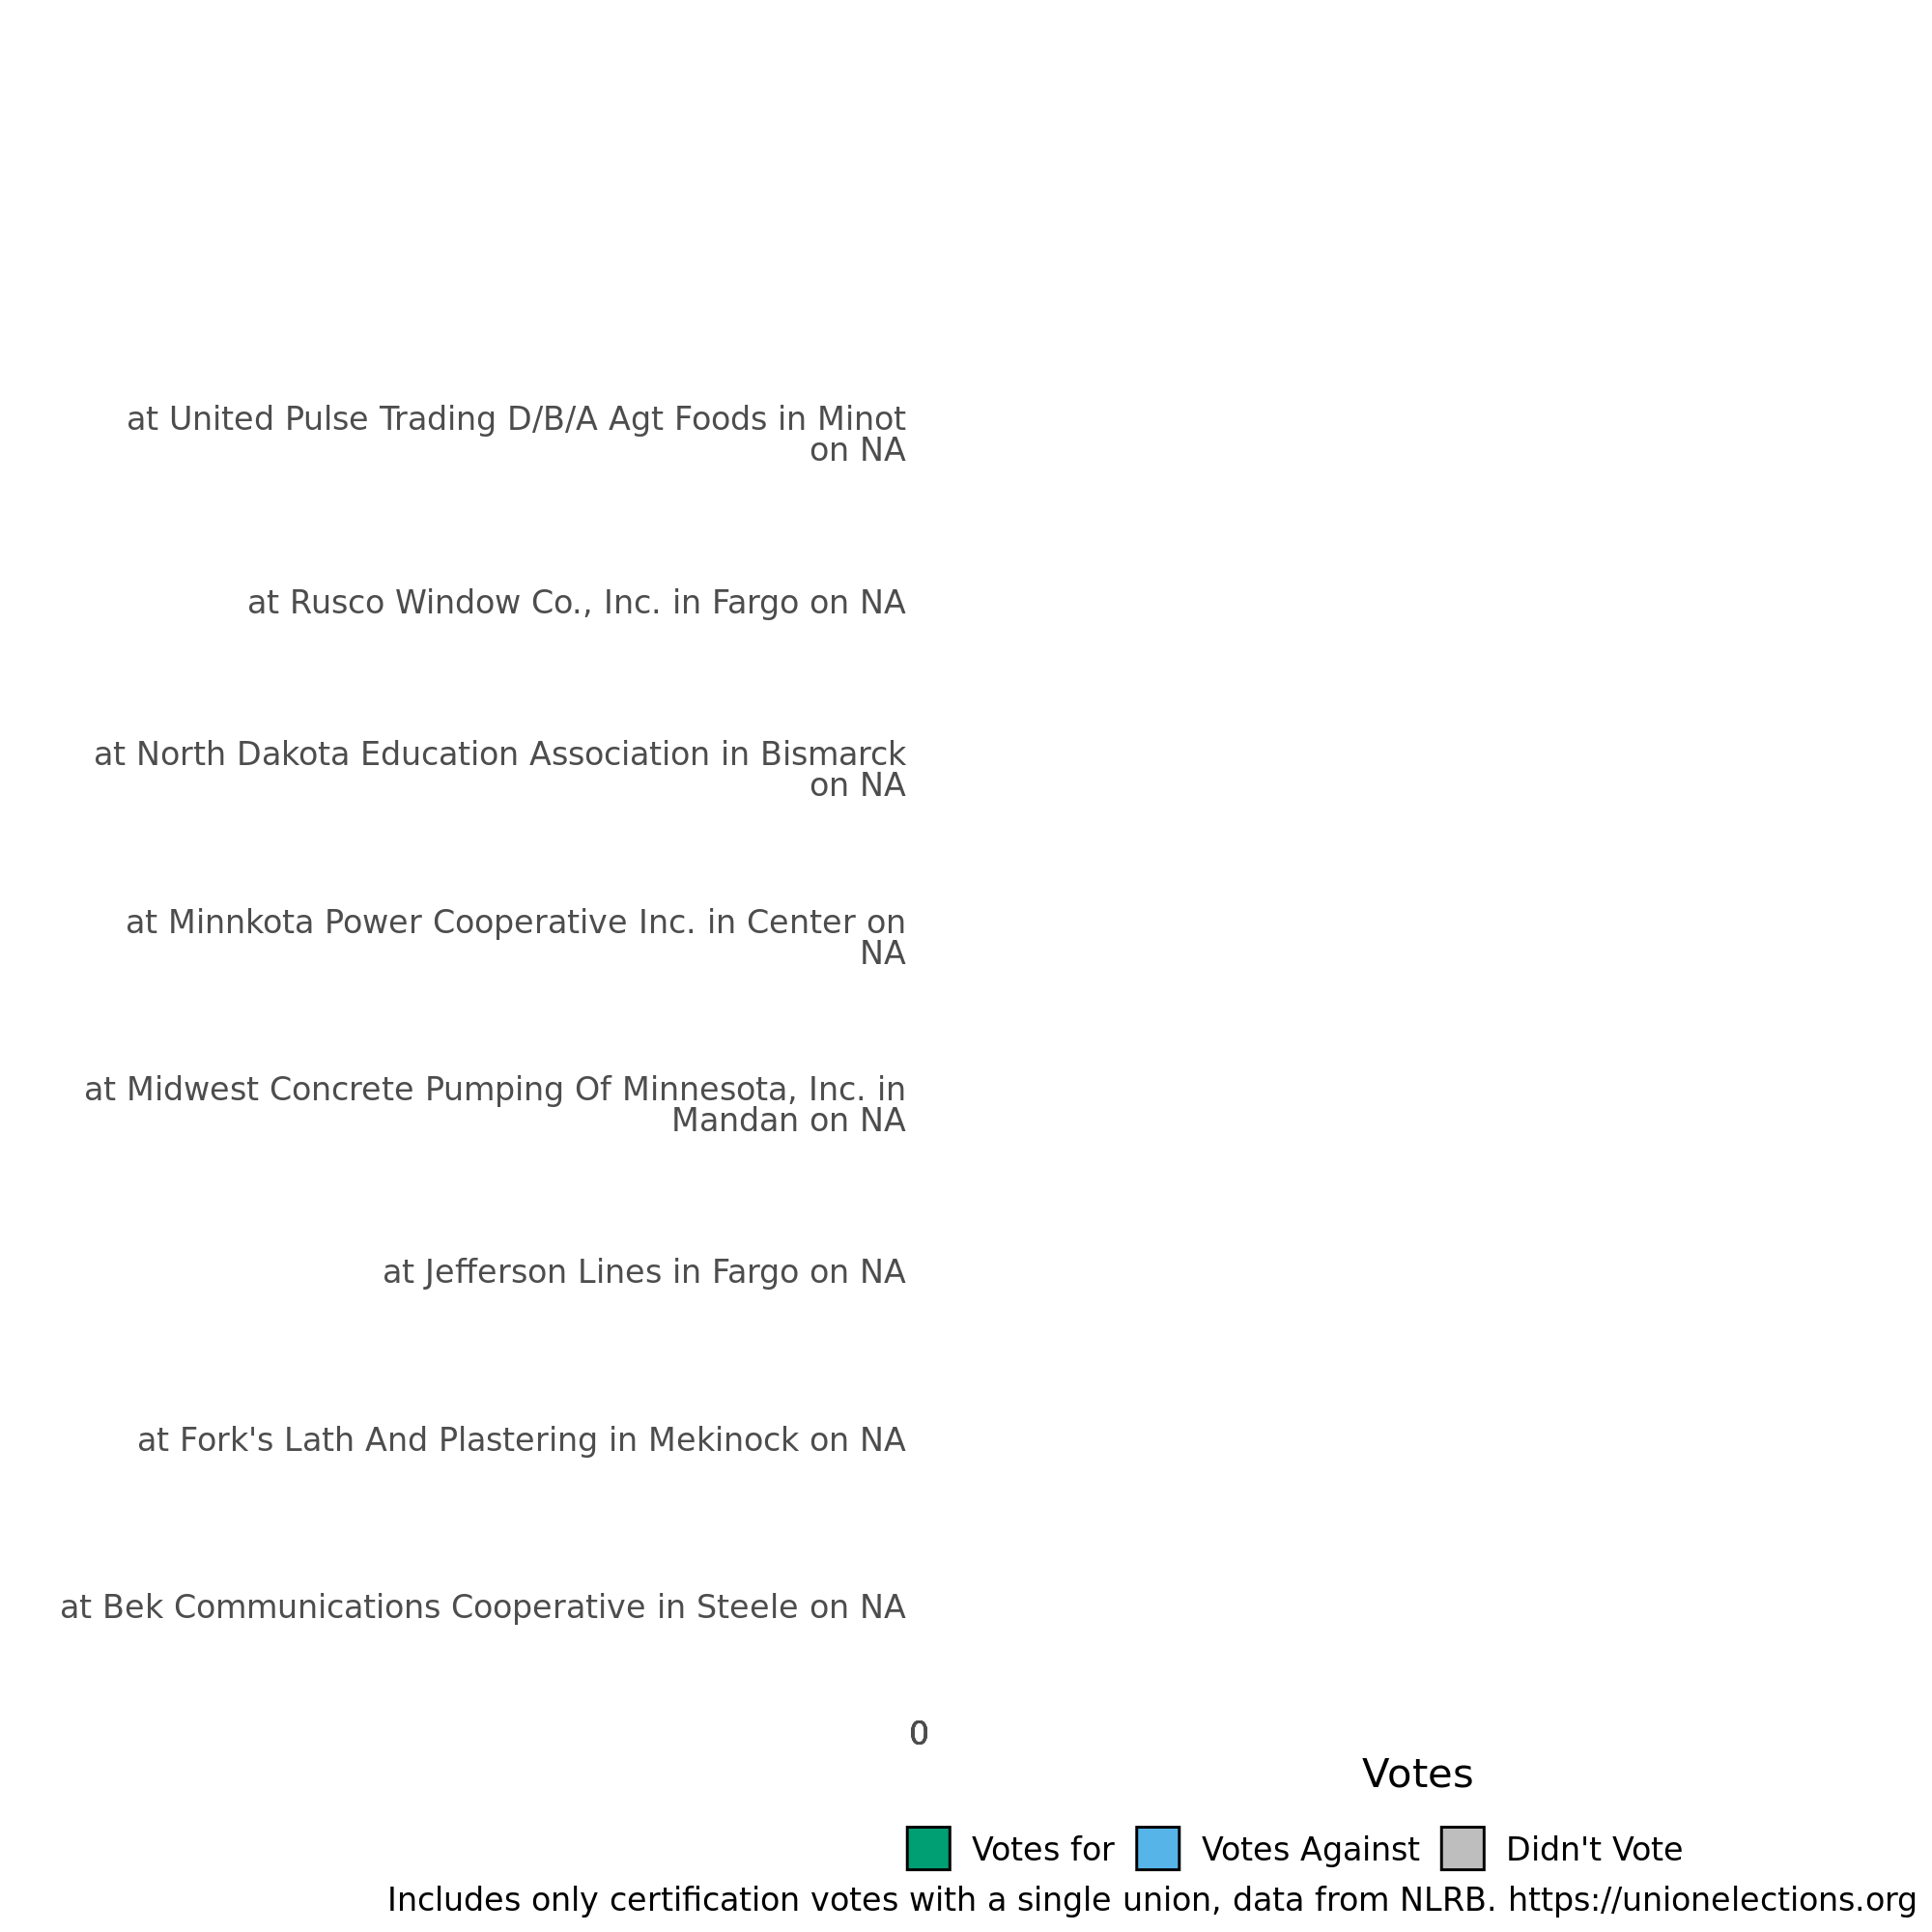 at United Pulse Trading D/B/A Agt Foods in Minot
on NA
at Rusco Window Co., Inc. in Fargo on NA
at North Dakota Education Association in Bismarck
on NA
at Minnkota Power Cooperative Inc. in Center on
NA
at Midwest Concrete Pumping Of Minnesota, Inc. in
Mandan on NA
at Jefferson Lines in Fargo on NA
at Fork's Lath And Plastering in Mekinock on NA
at Bek Communications Cooperative in Steele on NA
0
Votes
Votes for Votes Against Didn't Vote
Includes only certification votes with a single union, data from NLRB. https://unionelections.org